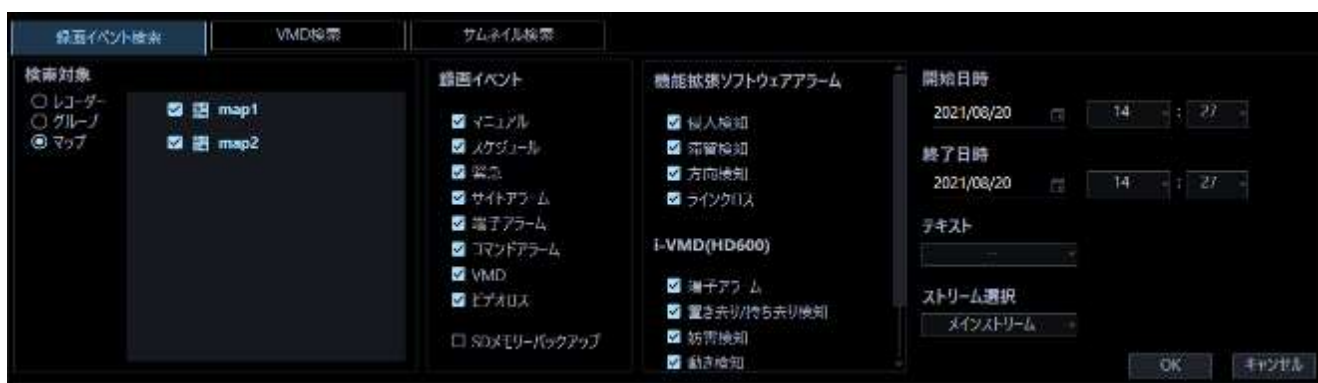 録画イベント検索
VMD検索
サムネイル検索
検索対象
レコーダー
グループ
マップ
map1
map2
録画イベント
マニュアル
スケジュール
緊急
サイトアラーム
端子アラーム
コマンドアラーム
VMD
ビデオロス
SDメモリーバックアップ
機能拡張ソフトウェアアラーム
侵入検知
滞留検知
方向検知
ラインクロス
i-VMD(HD600)
端子アラーム
置き去り/持ち去り検知
妨害検知
動き検知
開始日時
2021/08/20
14 : 27
終了日時
2021/08/20
14 : 27
テキスト
--
ストリーム選択
メインストリーム
OK
キャンセル